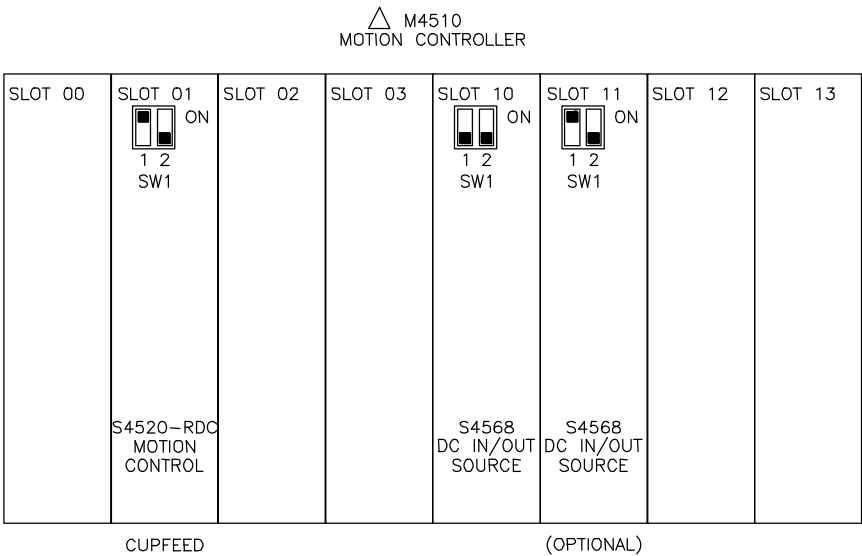 M4510
MOTION CONTROLLER
SLOT 00
SLOT 01
ON
1 2
SW1
S4520-RDC
MOTION
CONTROL
SLOT 02
SLOT 03
SLOT 10
ON
1 2
SW1
S4568
DC IN/OUT
SOURCE
SLOT 11
ON
1 2
SW1
S4568
DC IN/OUT
SOURCE
SLOT 12
SLOT 13
CUPFEED
(OPTIONAL)